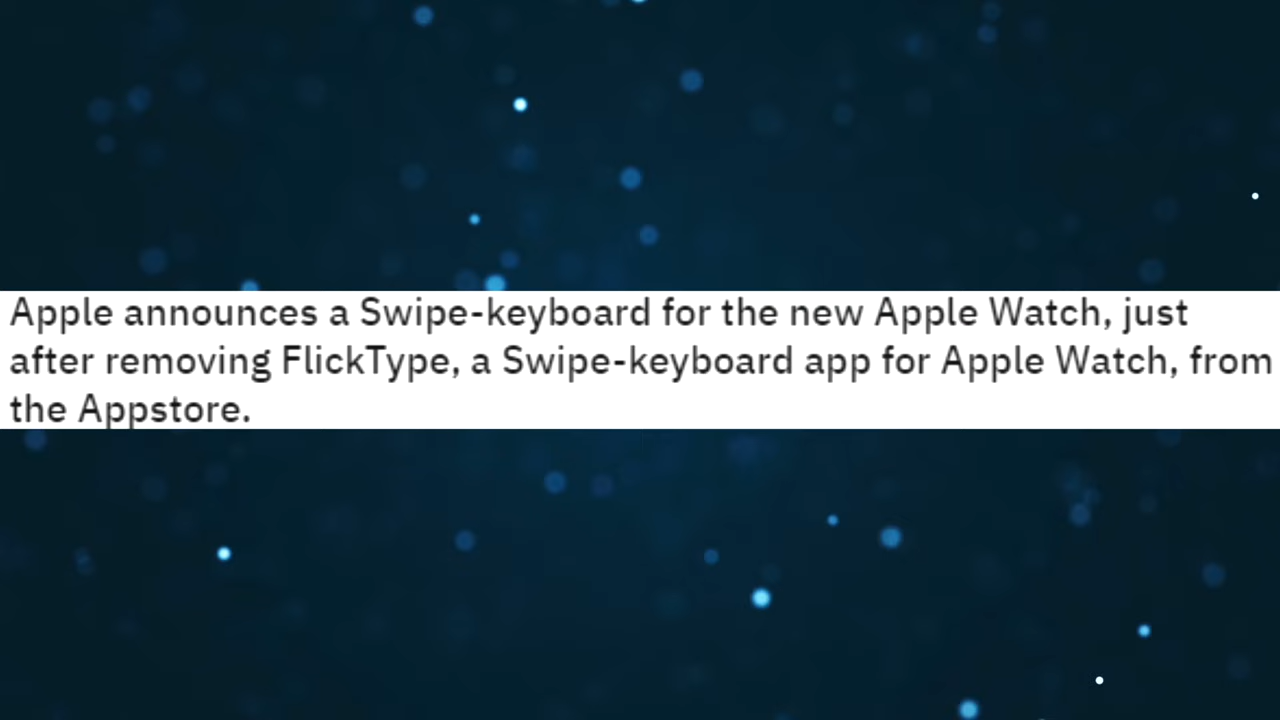 Apple announces a Swipe-keyboard for the new Apple Watch, just
after removing FlickType, a Swipe-keyboard app for Apple Watch, from
the Appstore.